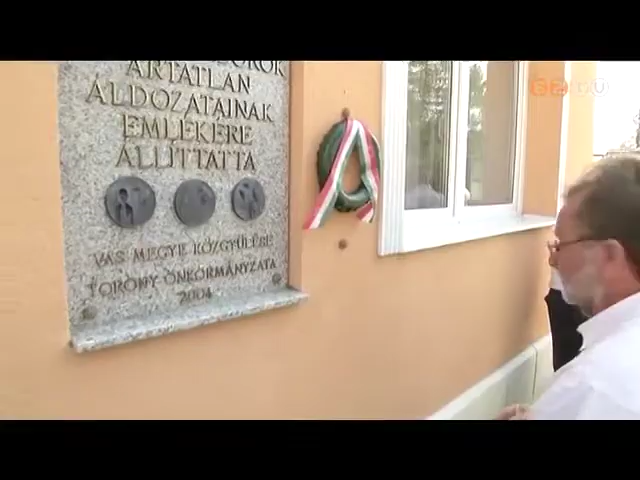 ÁRTATLAN
ÁLDOZATAINAK
EMLÉKÉRE
ÁLLÍTTATTA
VAS MEGYE KÖZGYŰLÉSE
TORONY ÖNKORMÁNYZATA
2004